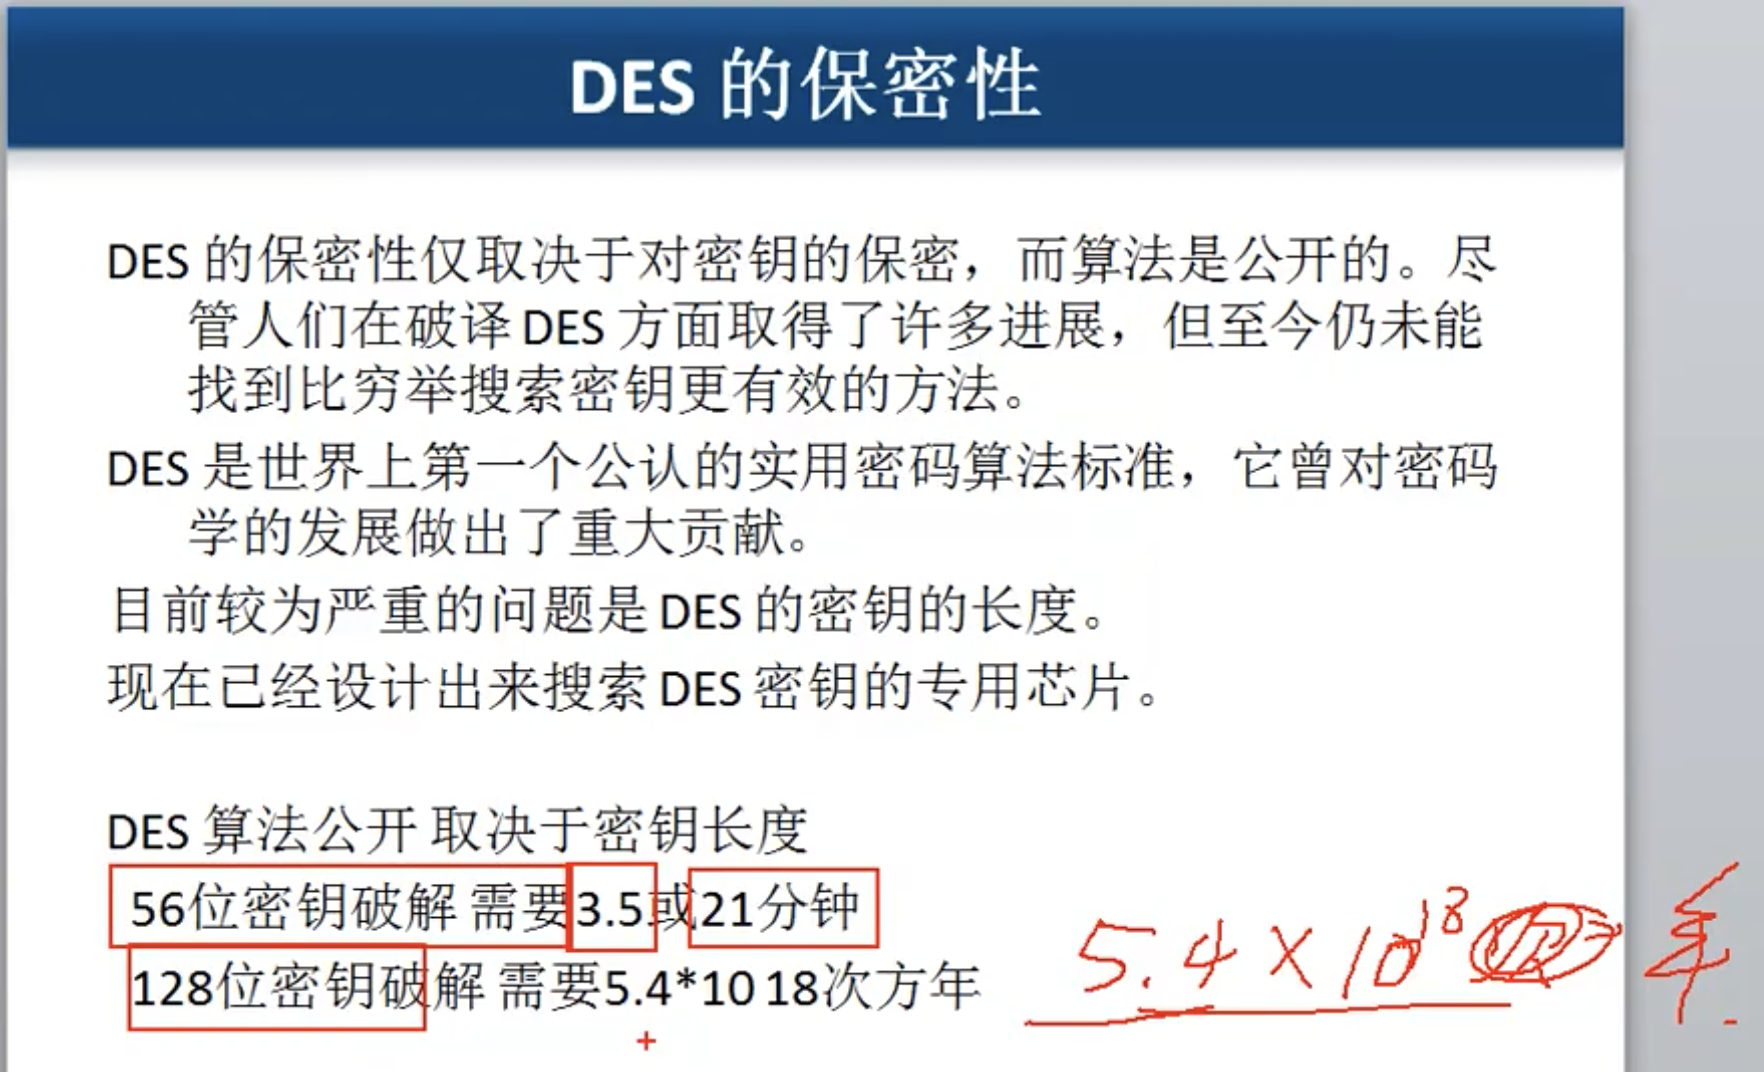 DES 的保密性
DES 的保密性仅取决于对密钥的保密，而算法是公开的。尽
管人们在破译 DES 方面取得了许多进展，但至今仍未能
找到比穷举搜索密钥更有效的方法。
DES 是世界上第一个公认的实用密码算法标准，它曾对密码
学的发展做出了重大贡献。
目前较为严重的问题是 DES 的密钥的长度。
现在已经设计出来搜索 DES 密钥的专用芯片。
DES 算法公开 取决于密钥长度
56位密钥破解 需要3.5或21分钟
128位密钥破解 需要5.4*10 18次方年
5.4×10¹⁸ 年